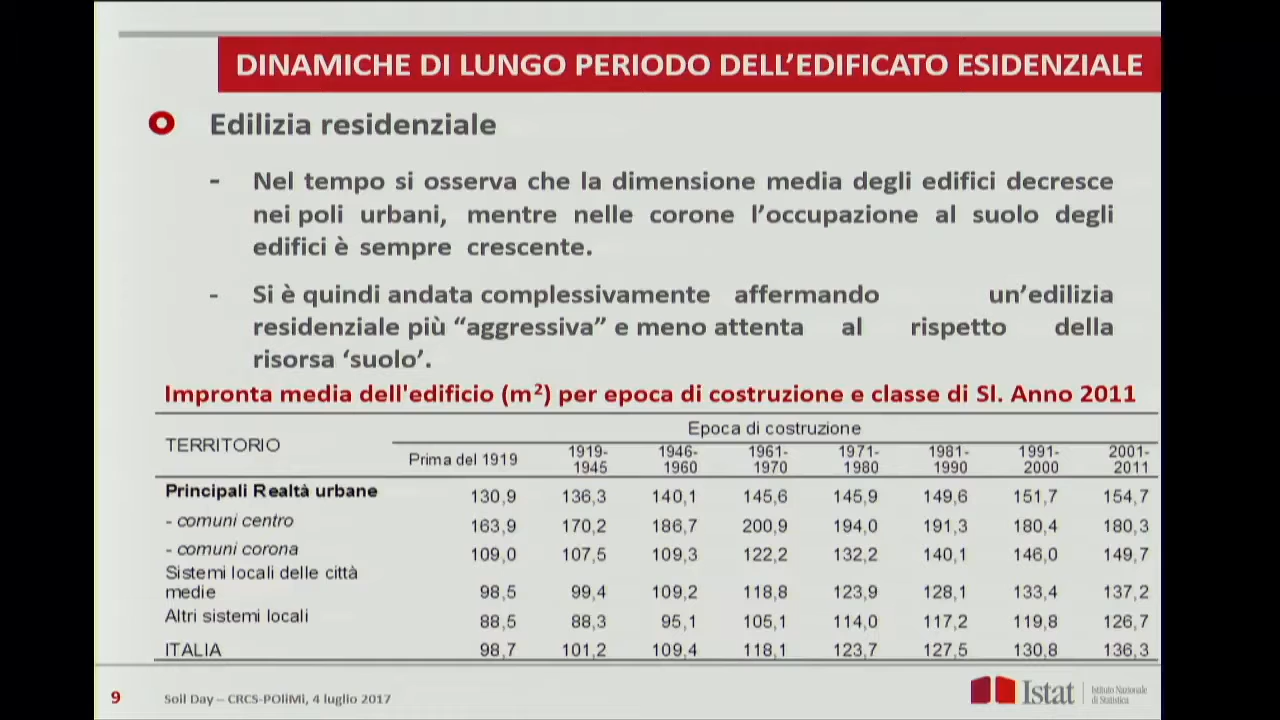 DINAMICHE DI LUNGO PERIODO DELL’EDIFICATO ESIDENZIALE
Edilizia residenziale
- Nel tempo si osserva che la dimensione media degli edifici decresce
nei poli urbani, mentre nelle corone l’occupazione al suolo degli
edifici è sempre crescente.
- Si è quindi andata complessivamente affermando un’edilizia
residenziale più “aggressiva” e meno attenta al rispetto della
risorsa ‘suolo’.
Impronta media dell'edificio (m²) per epoca di costruzione e classe di Sl. Anno 2011
TERRITORIO Epoca di costruzione
Prima del 1919 1919-1945 1946-1960 1961-1970 1971-1980 1981-1990 1991-2000 2001-2011
Principali Realtà urbane 130,9 136,3 140,1 145,6 145,9 149,6 151,7 154,7
- comuni centro 163,9 170,2 186,7 200,9 194,0 191,3 180,4 180,3
- comuni corona 109,0 107,5 109,3 122,2 132,2 140,1 146,0 149,7
Sistemi locali delle città
medie 98,5 99,4 109,2 118,8 123,9 128,1 133,4 137,2
Altri sistemi locali 88,5 88,3 95,1 105,1 114,0 117,2 119,8 126,7
ITALIA 98,7 101,2 109,4 118,1 123,7 127,5 130,8 136,3
9 Soil Day – CRCS-POliMi, 4 luglio 2017
Istat Istituto Nazionale
di Statistica